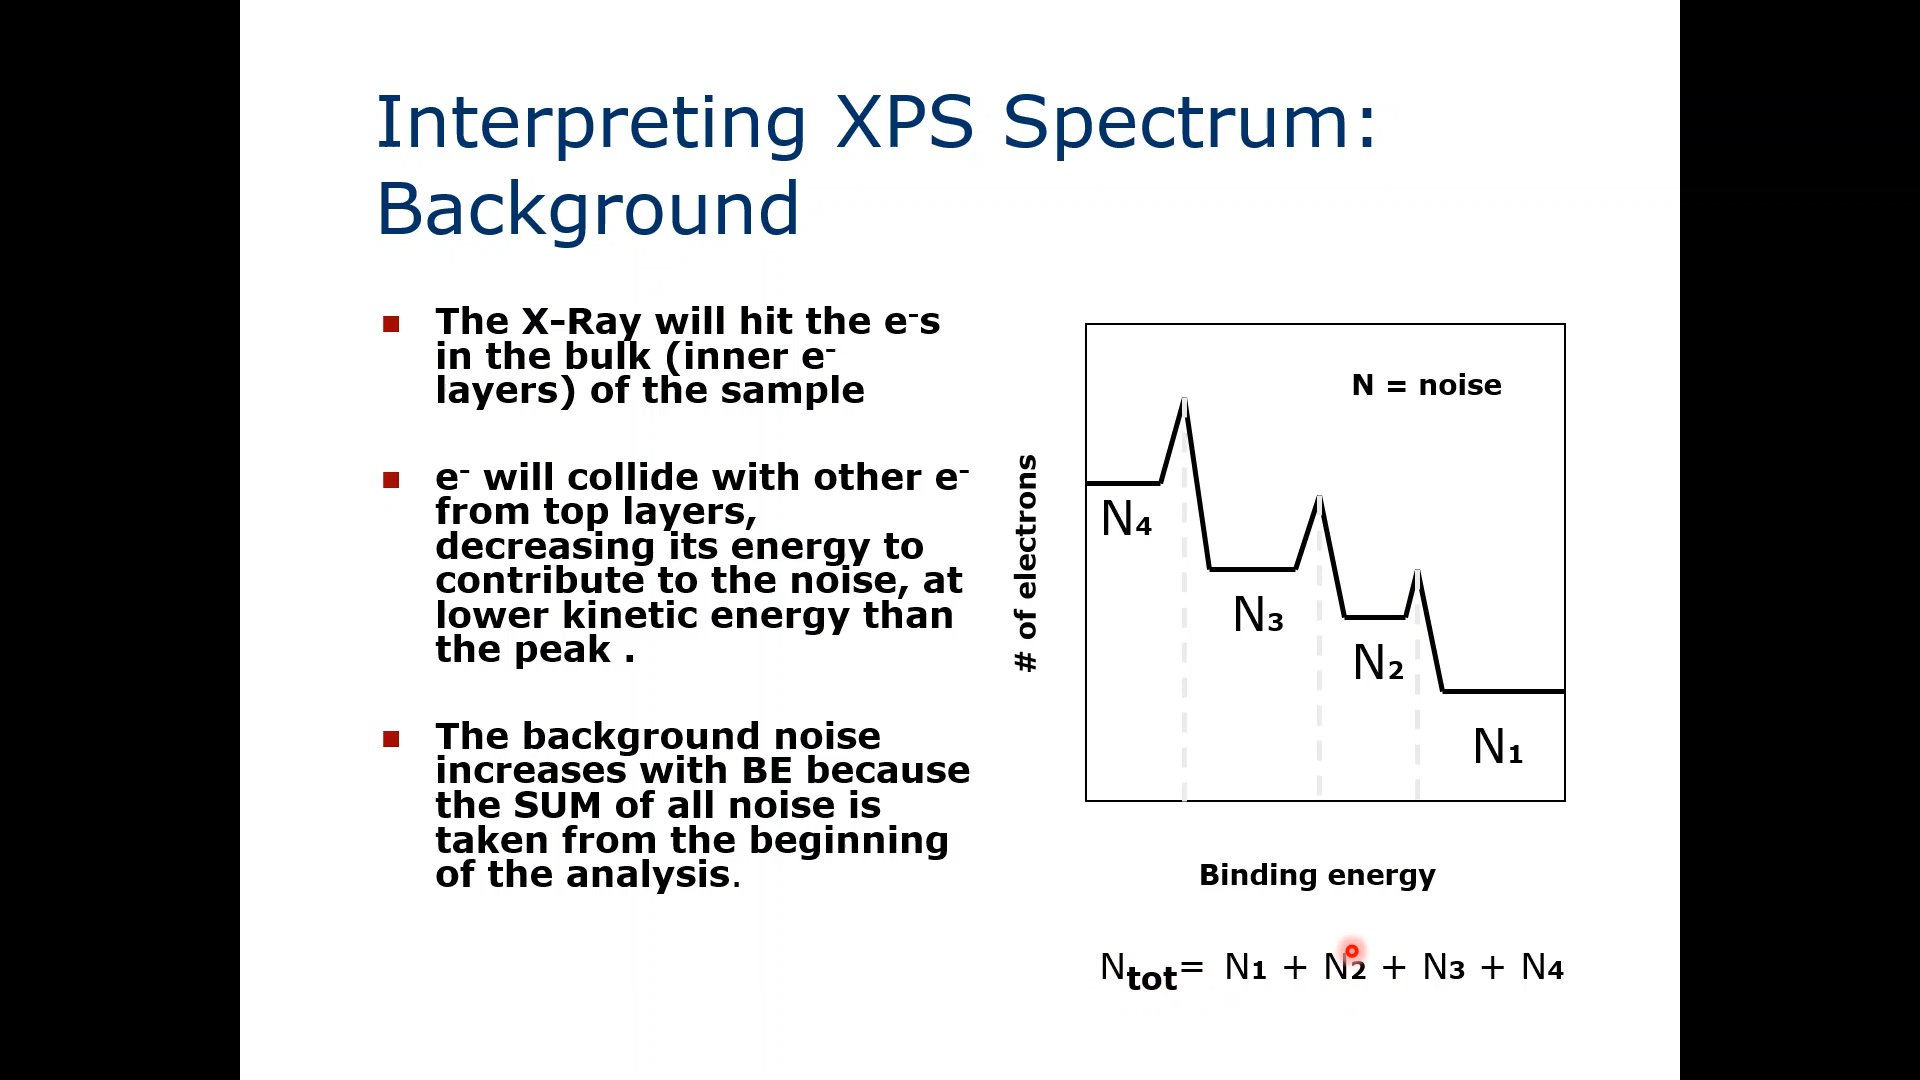 Interpreting XPS Spectrum:
Background
The X-Ray will hit the e⁻s
in the bulk (inner e⁻
layers) of the sample
e⁻ will collide with other e⁻
from top layers,
decreasing its energy to
contribute to the noise, at
lower kinetic energy than
the peak .
The background noise
increases with BE because
the SUM of all noise is
taken from the beginning
of the analysis.
# of electrons
N = noise
N₄
N₃
N₂
N₁
Binding energy
Nₜₒₜ= N₁ + N₂ + N₃ + N₄